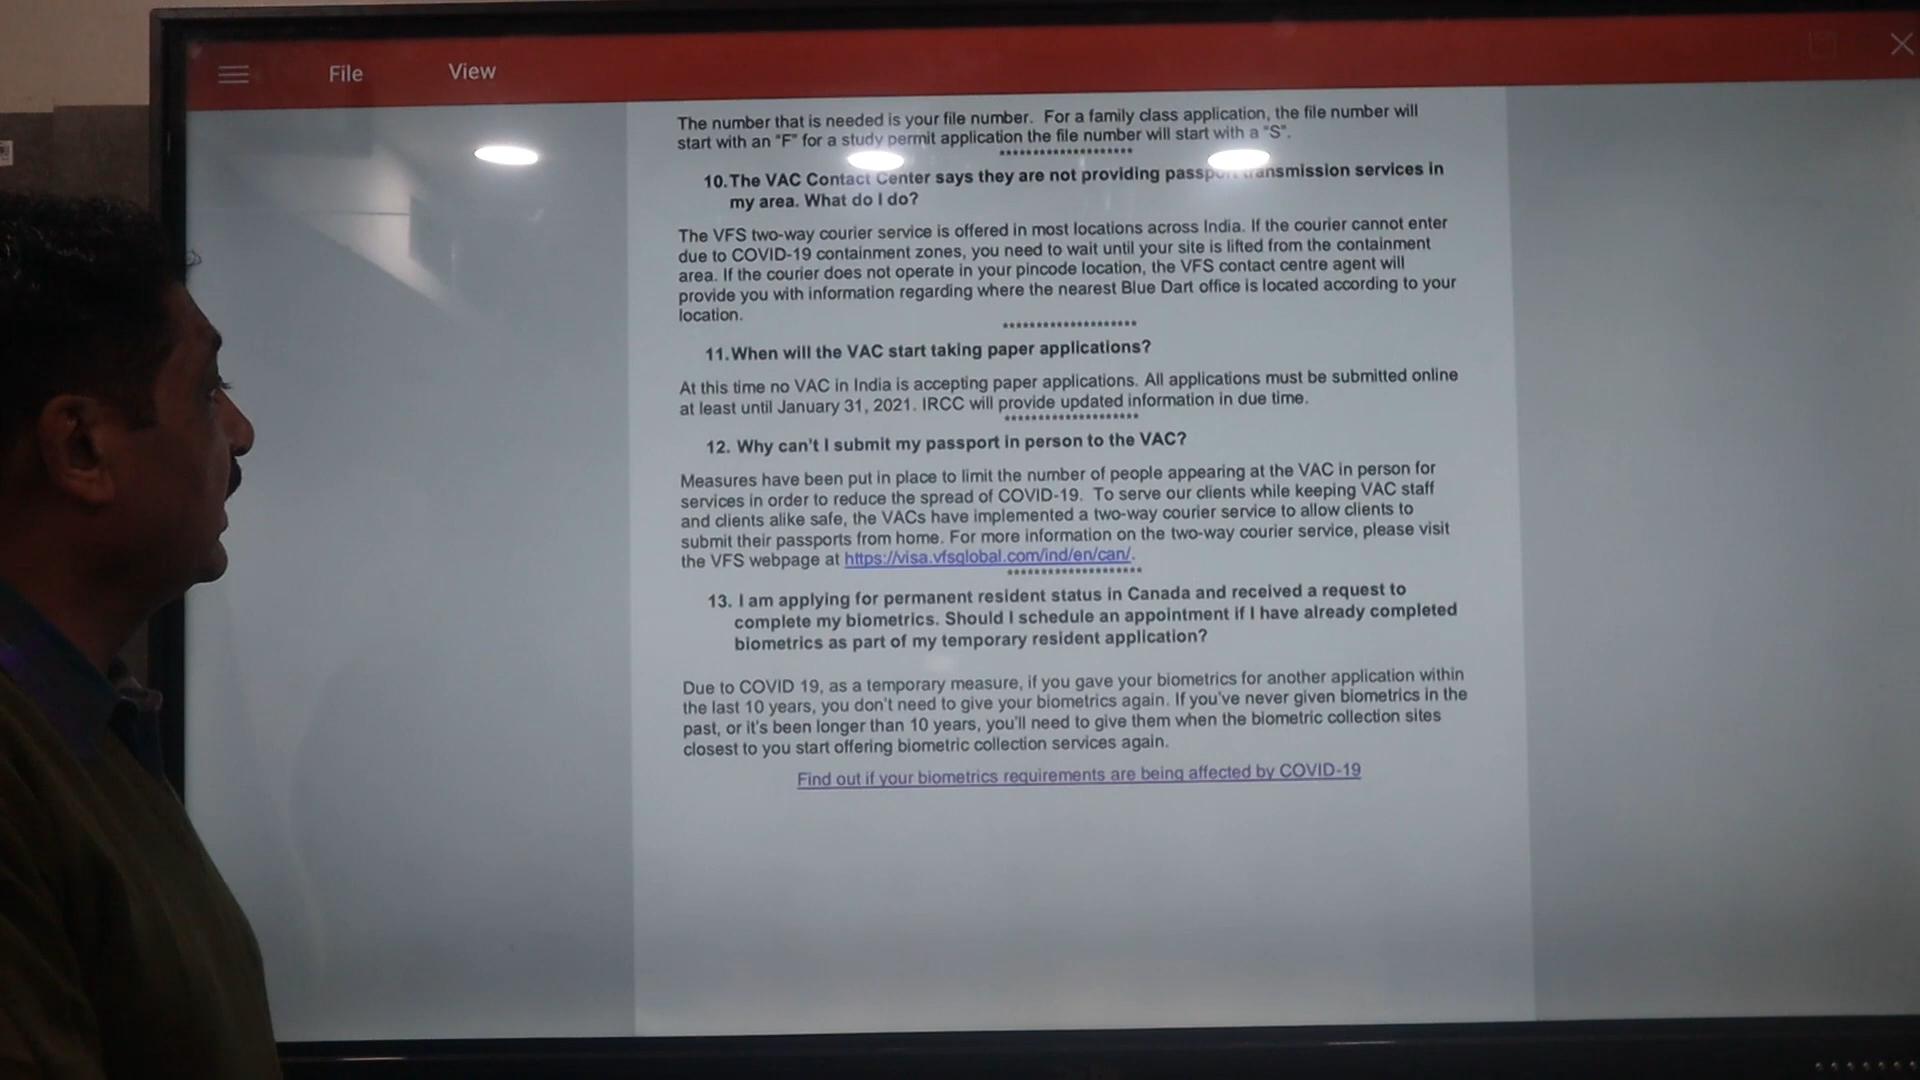 File
View
The number that is needed is your file number. For a family class application, the file number will
start with an "F" for a study permit application the file number will start with a "S".
********************
10. The VAC Contact Center says they are not providing passport transmission services in
my area. What do I do?
The VFS two-way courier service is offered in most locations across India. If the courier cannot enter
due to COVID-19 containment zones, you need to wait until your site is lifted from the containment
area. If the courier does not operate in your pincode location, the VFS contact centre agent will
provide you with information regarding where the nearest Blue Dart office is located according to your
location.
********************
11. When will the VAC start taking paper applications?
At this time no VAC in India is accepting paper applications. All applications must be submitted online
at least until January 31, 2021. IRCC will provide updated information in due time.
********************
12. Why can't I submit my passport in person to the VAC?
Measures have been put in place to limit the number of people appearing at the VAC in person for
services in order to reduce the spread of COVID-19. To serve our clients while keeping VAC staff
and clients alike safe, the VACs have implemented a two-way courier service to allow clients to
submit their passports from home. For more information on the two-way courier service, please visit
the VFS webpage at https://visa.vfsglobal.com/ind/en/can/.
********************
13. I am applying for permanent resident status in Canada and received a request to
complete my biometrics. Should I schedule an appointment if I have already completed
biometrics as part of my temporary resident application?
Due to COVID 19, as a temporary measure, if you gave your biometrics for another application within
the last 10 years, you don't need to give your biometrics again. If you've never given biometrics in the
past, or it's been longer than 10 years, you'll need to give them when the biometric collection sites
closest to you start offering biometric collection services again.
Find out if your biometrics requirements are being affected by COVID-19